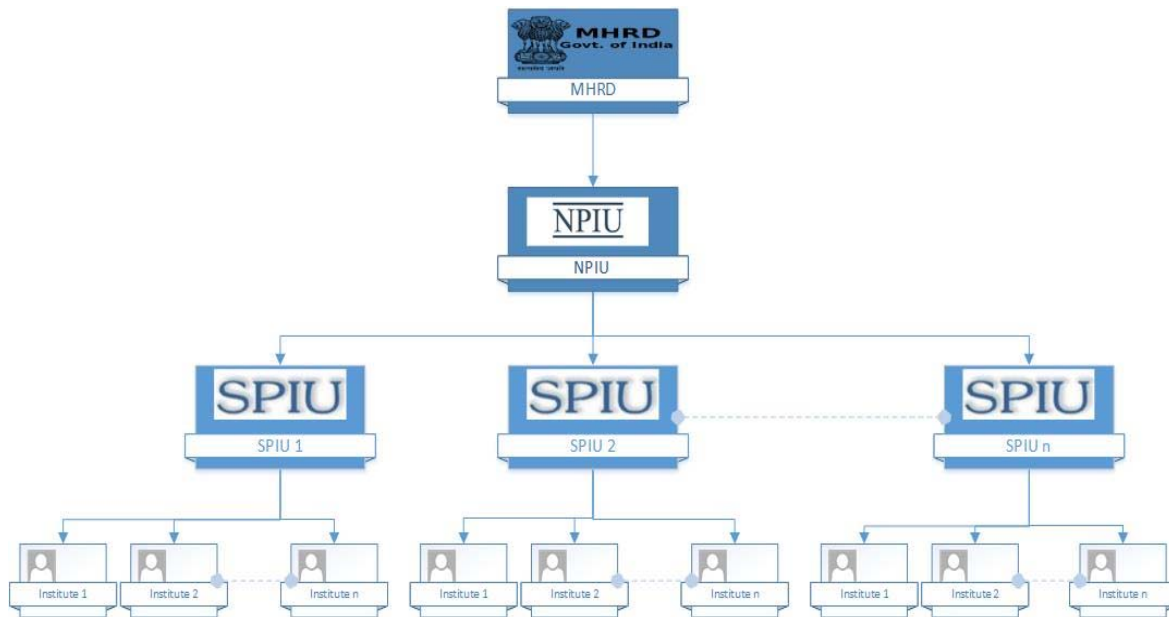 MHRD
Govt. of India
MHRD
NPIU
NPIU
SPIU
SPIU
SPIU
SPIU 1
SPIU 2
SPIU n
Institute 1
Institute 2
Institute n
Institute 1
Institute 2
Institute n
Institute 1
Institute 2
Institute n